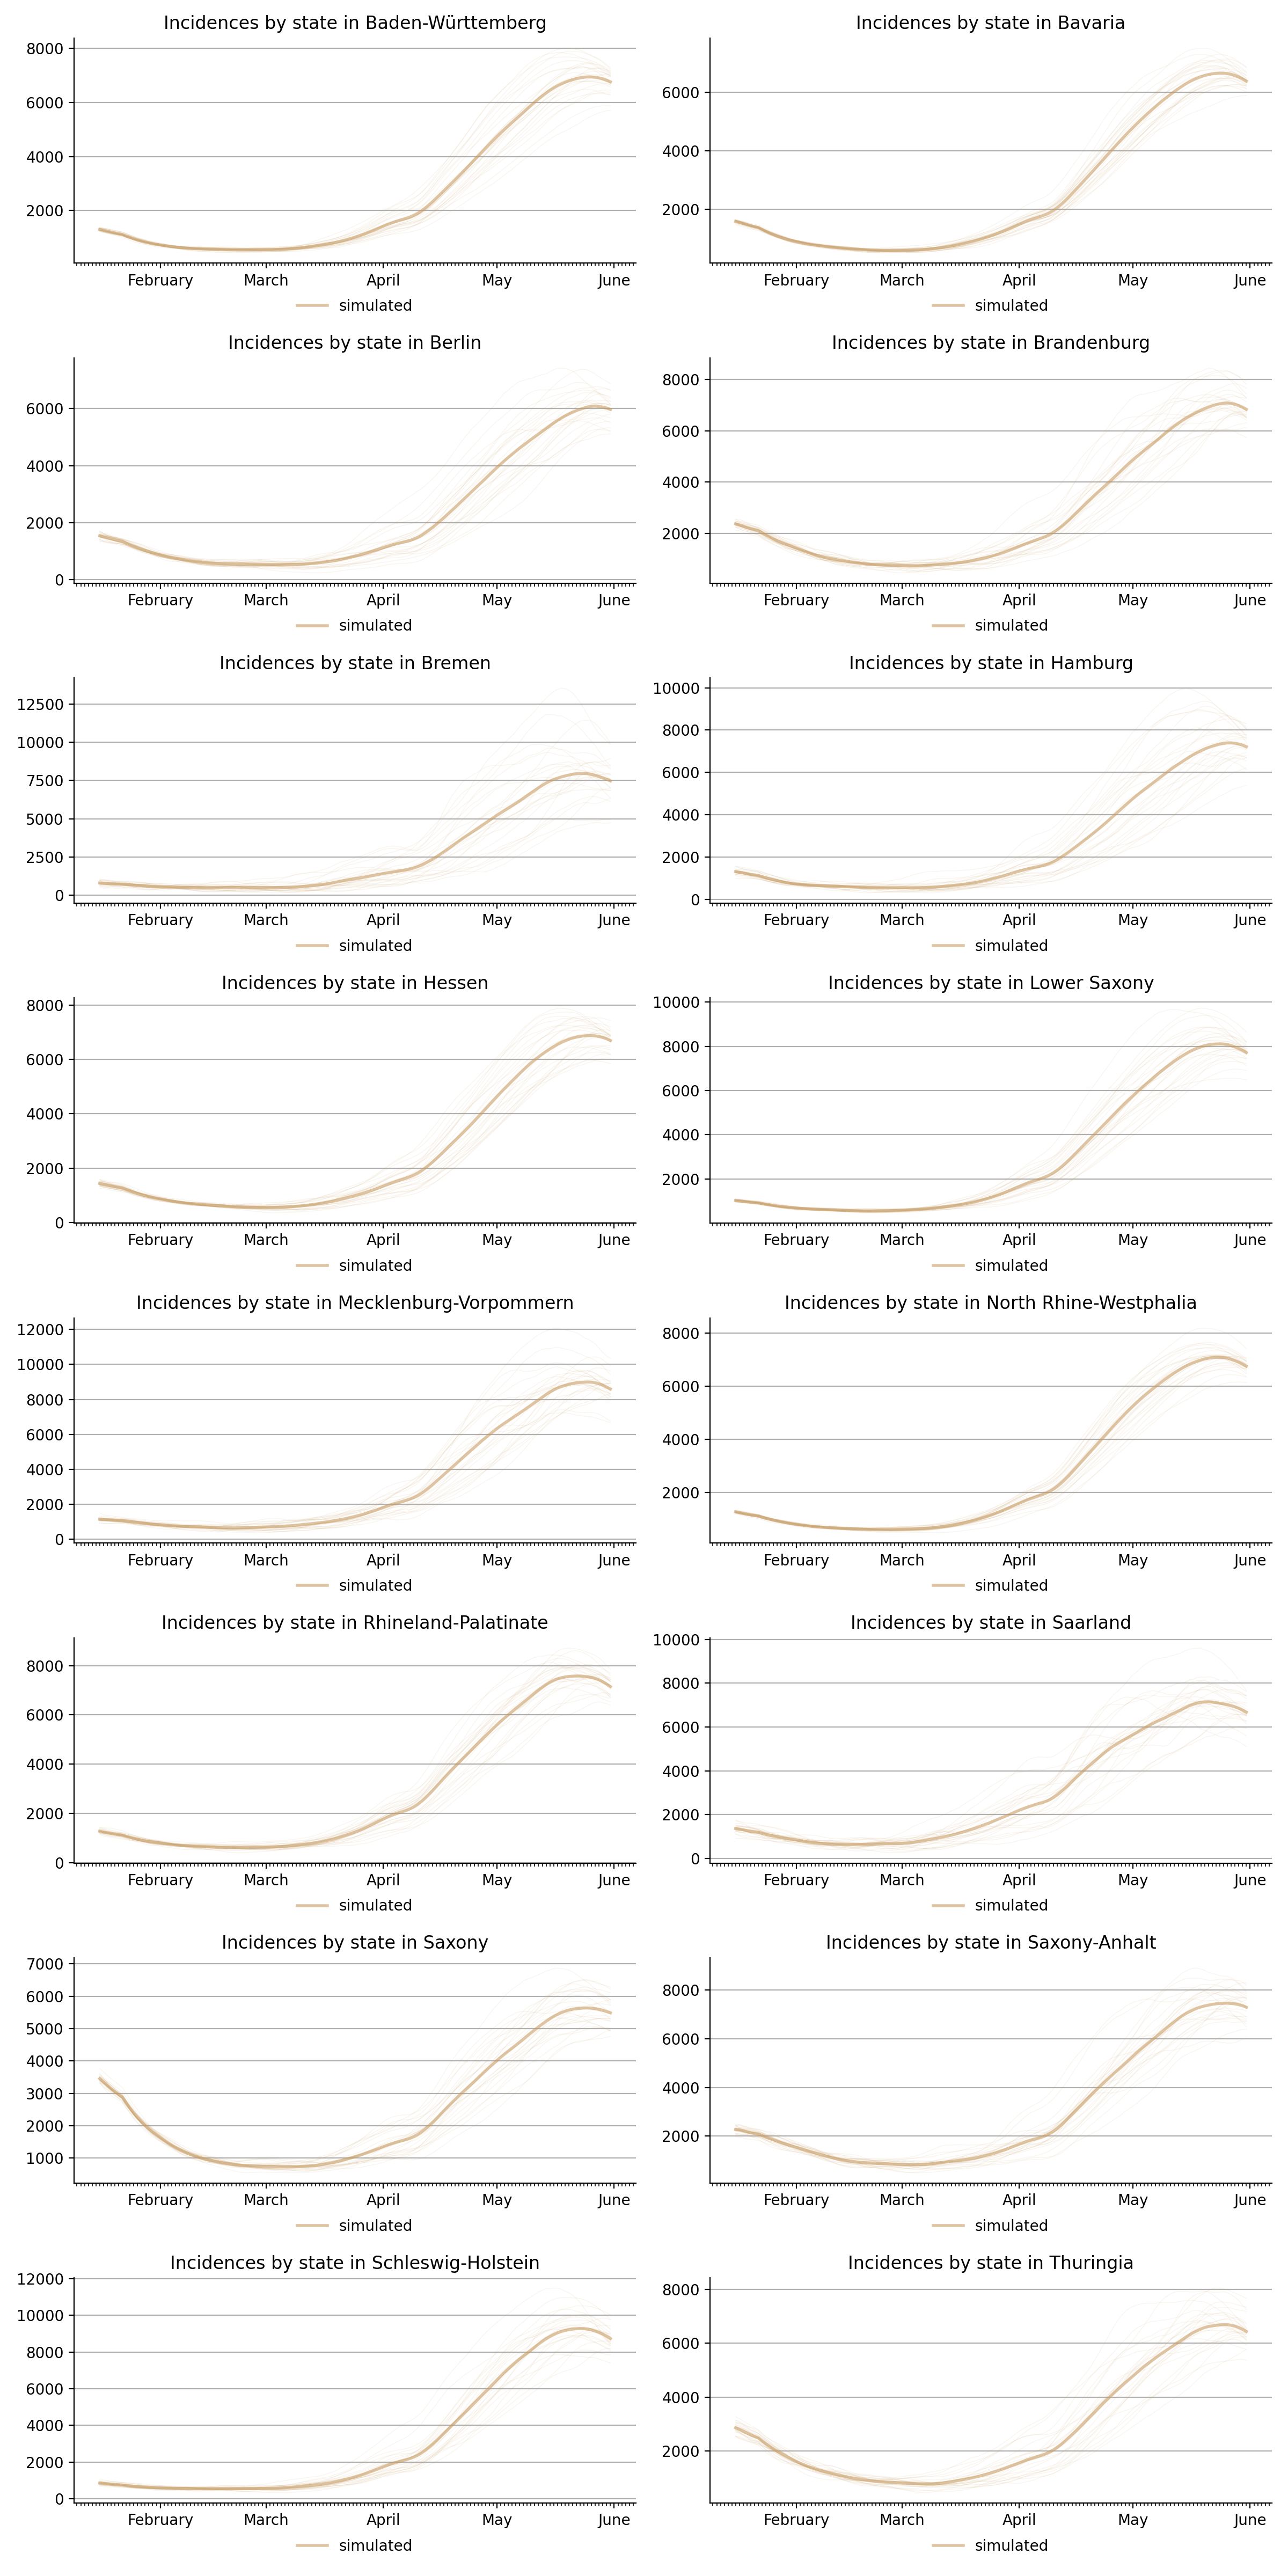 Incidences by state in Baden-Württemberg
8000
6000
4000
2000
February March April May June
simulated
Incidences by state in Bavaria
6000
4000
2000
February March April May June
simulated
Incidences by state in Berlin
6000
4000
2000
0
February March April May June
simulated
Incidences by state in Brandenburg
8000
6000
4000
2000
February March April May June
simulated
Incidences by state in Bremen
12500
10000
7500
5000
2500
0
February March April May June
simulated
Incidences by state in Hamburg
10000
8000
6000
4000
2000
0
February March April May June
simulated
Incidences by state in Hessen
8000
6000
4000
2000
0
February March April May June
simulated
Incidences by state in Lower Saxony
10000
8000
6000
4000
2000
February March April May June
simulated
Incidences by state in Mecklenburg-Vorpommern
12000
10000
8000
6000
4000
2000
0
February March April May June
simulated
Incidences by state in North Rhine-Westphalia
8000
6000
4000
2000
February March April May June
simulated
Incidences by state in Rhineland-Palatinate
8000
6000
4000
2000
0
February March April May June
simulated
Incidences by state in Saarland
10000
8000
6000
4000
2000
0
February March April May June
simulated
Incidences by state in Saxony
7000
6000
5000
4000
3000
2000
1000
February March April May June
simulated
Incidences by state in Saxony-Anhalt
8000
6000
4000
2000
February March April May June
simulated
Incidences by state in Schleswig-Holstein
12000
10000
8000
6000
4000
2000
0
February March April May June
simulated
Incidences by state in Thuringia
8000
6000
4000
2000
February March April May June
simulated